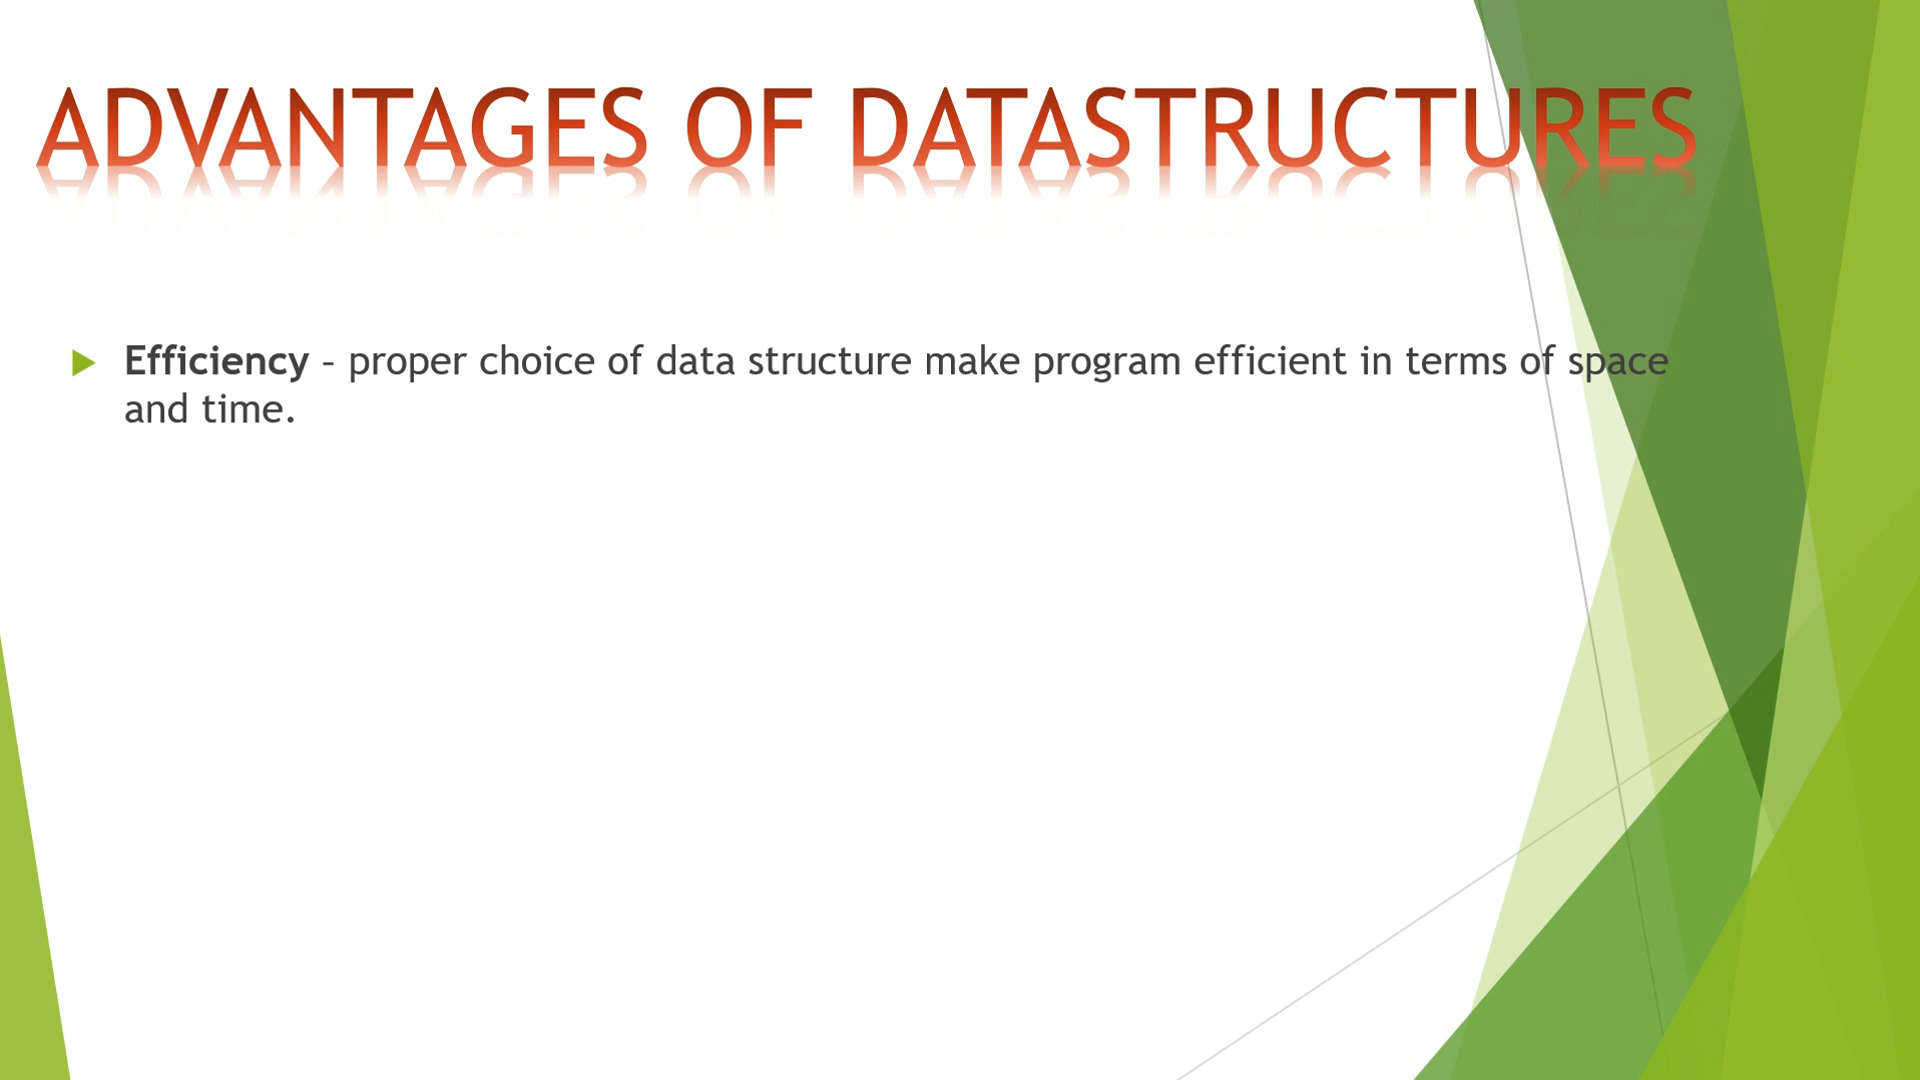 ADVANTAGES OF DATASTRUCTURES
Efficiency – proper choice of data structure make program efficient in terms of space
and time.